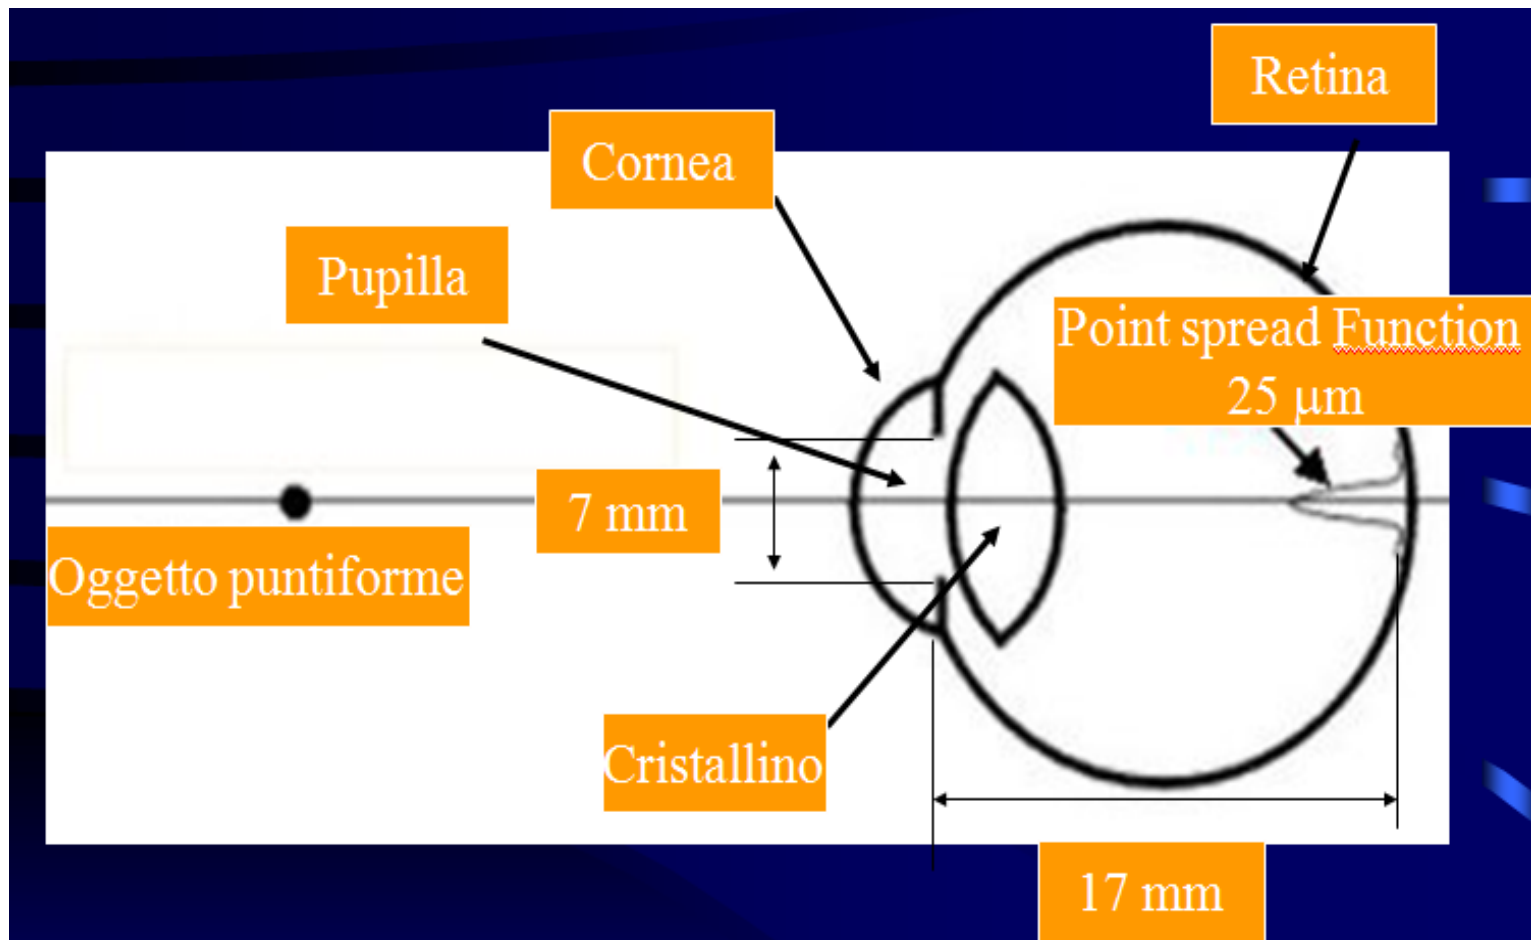 Retina
Cornea
Pupilla
Point spread Function
25 μm
7 mm
Oggetto puntiforme
Cristallino
17 mm